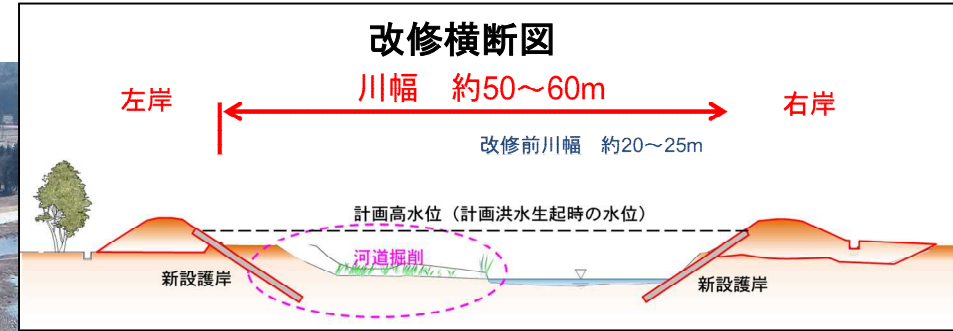 改修横断図
川幅　約50～60m
左岸
右岸
改修前川幅　約20～25m
計画高水位（計画洪水生起時の水位）
河道掘削
新設護岸
新設護岸